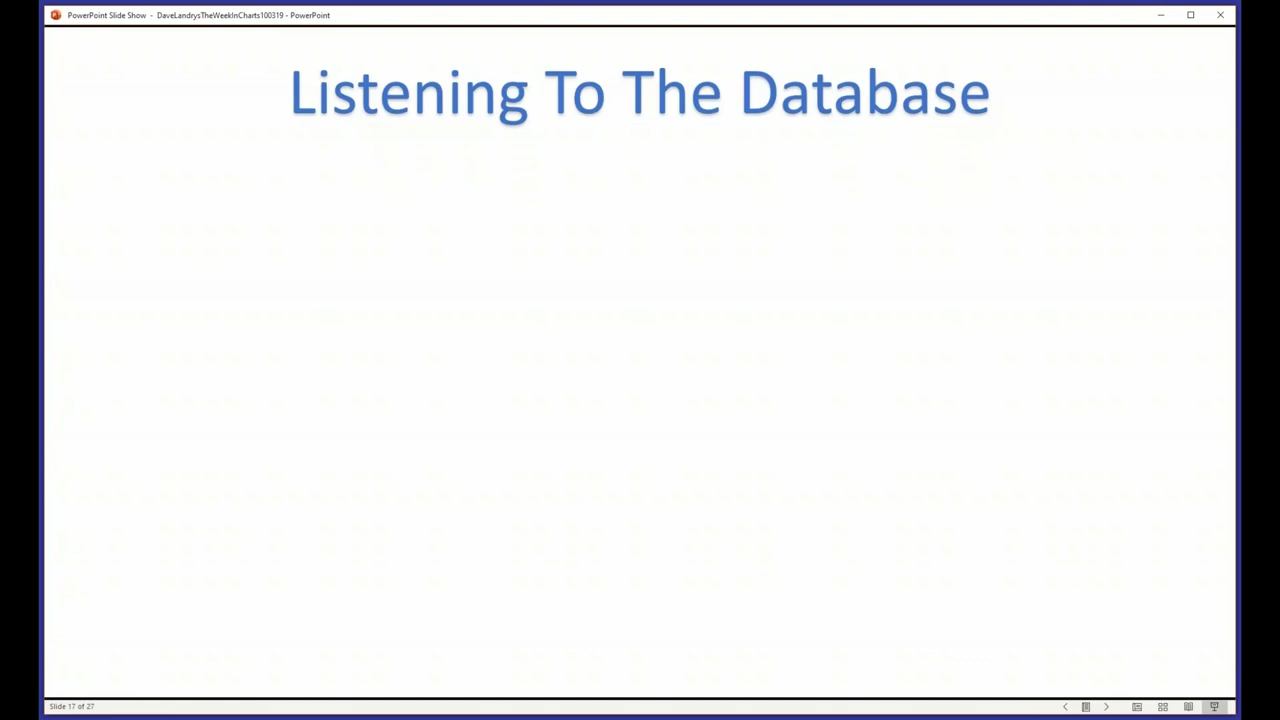 PowerPoint Slide Show - DaveLandrysTheWeekInCharts100319 - PowerPoint
Listening To The Database
Slide 17 of 27